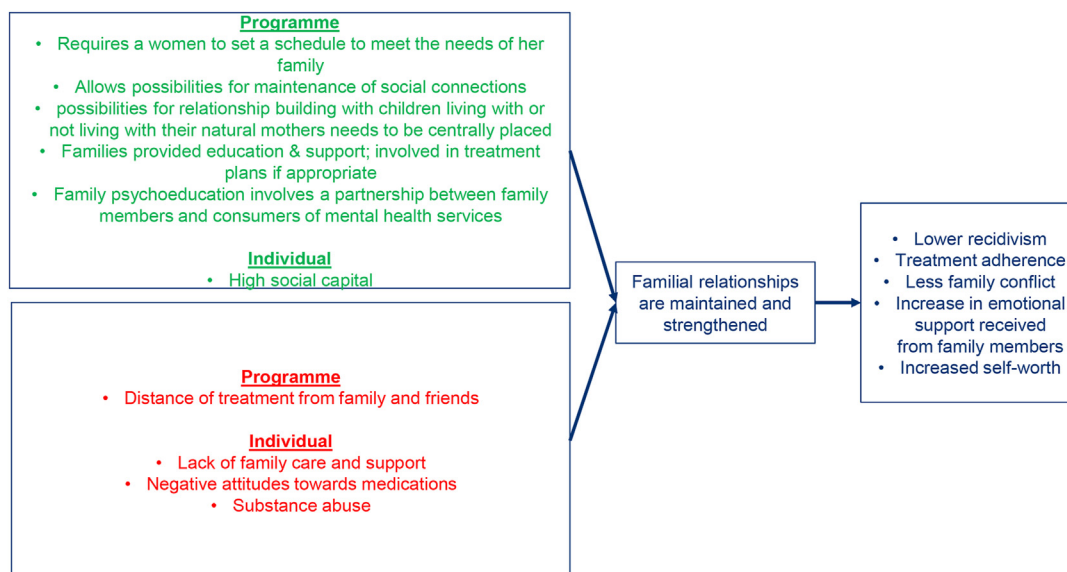 Programme
• Requires a women to set a schedule to meet the needs of her
family
• Allows possibilities for maintenance of social connections
• possibilities for relationship building with children living with or
not living with their natural mothers needs to be centrally placed
• Families provided education & support; involved in treatment
plans if appropriate
• Family psychoeducation involves a partnership between family
members and consumers of mental health services
Individual
• High social capital
Programme
• Distance of treatment from family and friends
Individual
• Lack of family care and support
• Negative attitudes towards medications
• Substance abuse
Familial relationships
are maintained and
strengthened
• Lower recidivism
• Treatment adherence
• Less family conflict
• Increase in emotional
support received
from family members
• Increased self-worth